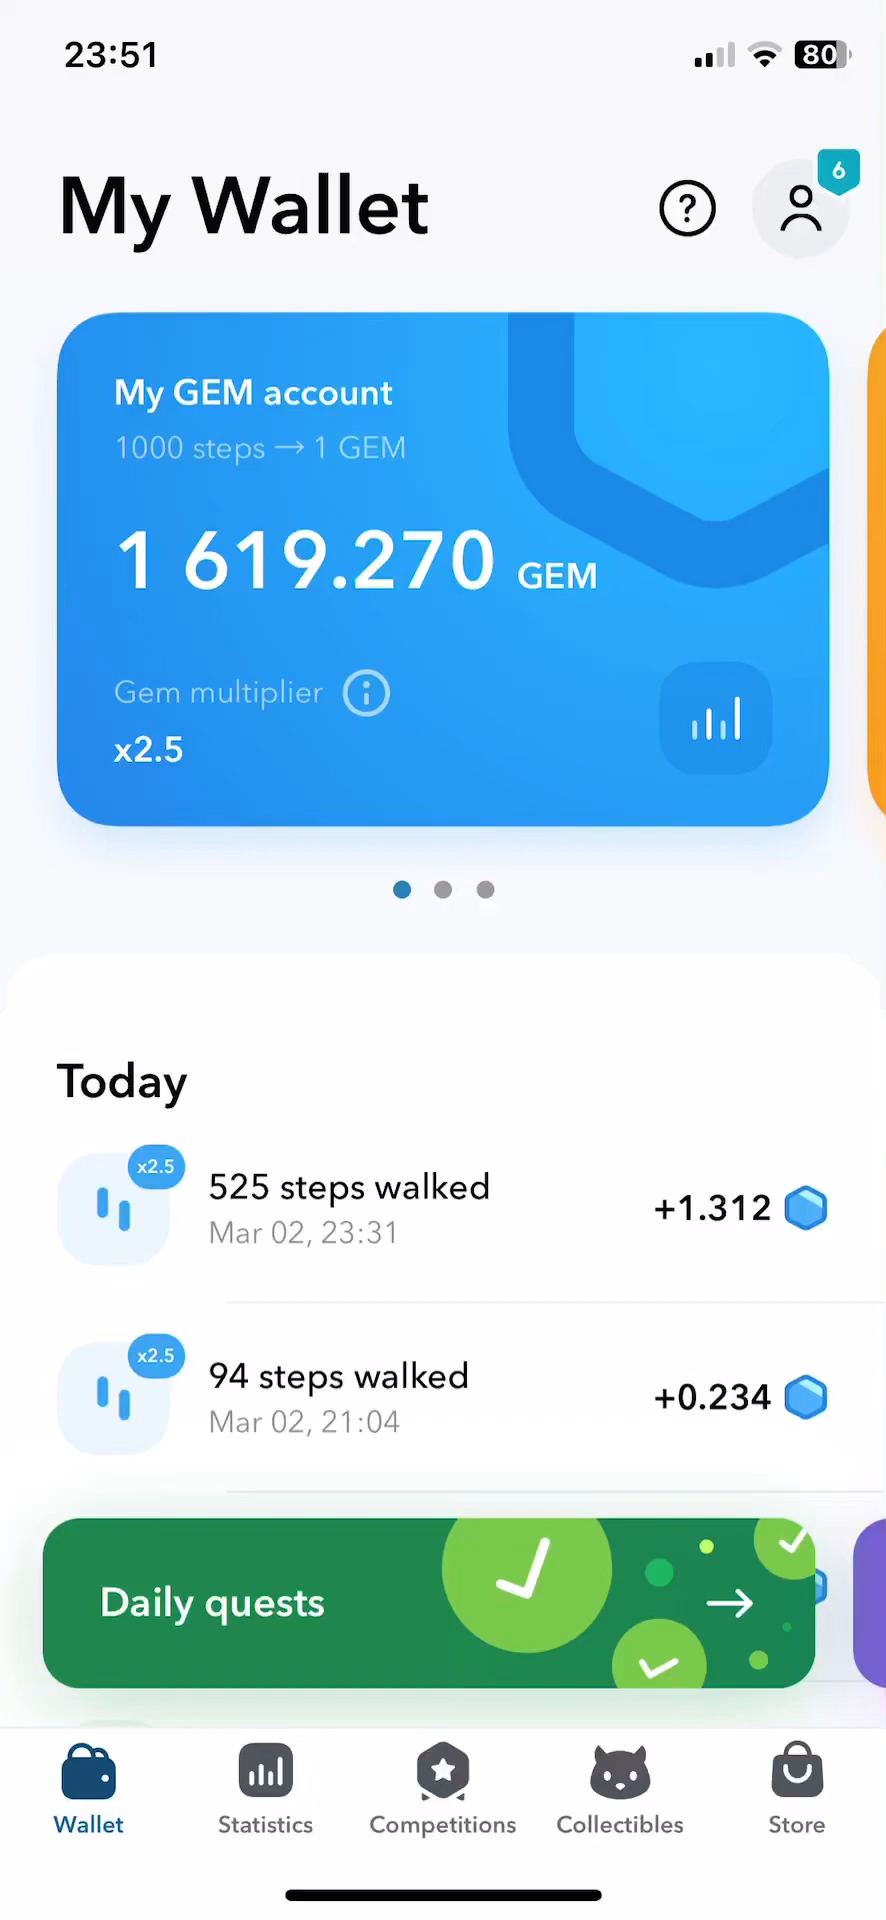 23:51
80
My Wallet
?
6
My GEM account
1000 steps → 1 GEM
1 619.270 GEM
Gem multiplier
x2.5
Today
x2.5
525 steps walked
+1.312
Mar 02, 23:31
x2.5
94 steps walked
+0.234
Mar 02, 21:04
Daily quests
Wallet
Statistics
Competitions
Collectibles
Store